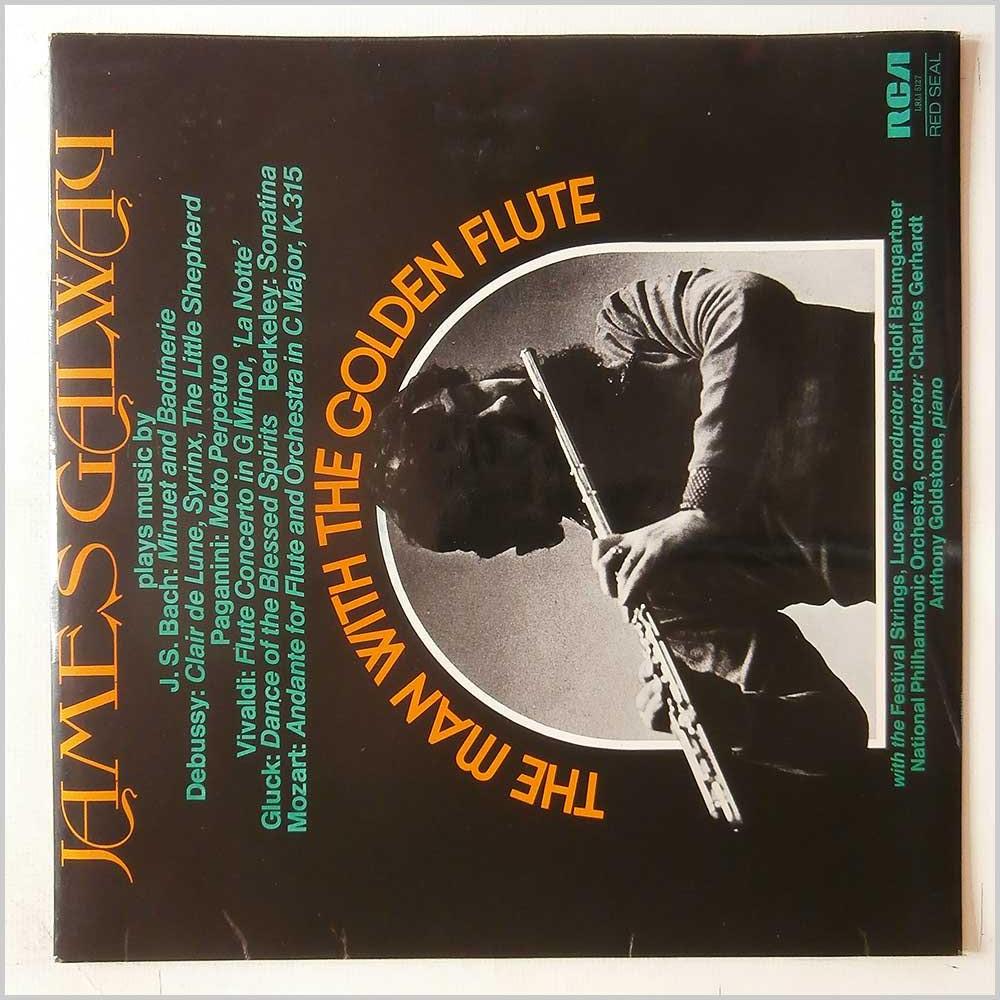 JAMES GALWAY
plays music by
J. S. Bach: Minuet and Badinerie
Debussy: Clair de Lune, Syrinx, The Little Shepherd
Paganini: Moto Perpetuo
Vivaldi: Flute Concerto in G Minor, ‘La Notte’
Gluck: Dance of the Blessed Spirits Berkeley: Sonatina
Mozart: Andante for Flute and Orchestra in C Major, K.315
THE MAN WITH THE GOLDEN FLUTE
with the Festival Strings, Lucerne, conductor: Rudolf Baumgartner
National Philharmonic Orchestra, conductor: Charles Gerhardt
Anthony Goldstone, piano
RCA
LRL1 5127
RED SEAL